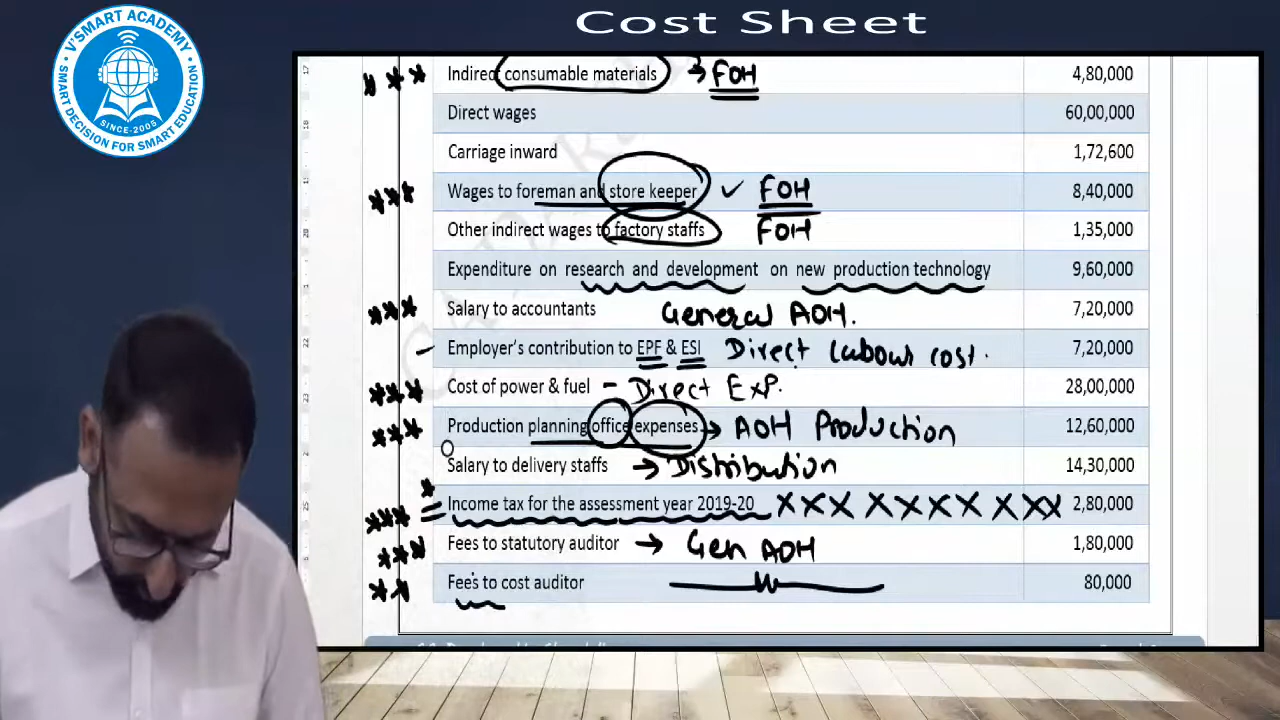 Cost Sheet
V'SMART ACADEMY
SINCE-2005
SMART DECISION FOR SMART EDUCATION
Indirect consumable materials → FOH 4,80,000
Direct wages 60,00,000
Carriage inward 1,72,600
Wages to foreman and store keeper ✓ FOH 8,40,000
Other indirect wages to factory staffs FOH 1,35,000
Expenditure on research and development on new production technology 9,60,000
Salary to accountants General AOH. 7,20,000
Employer's contribution to EPF & ESI Direct labour cost. 7,20,000
Cost of power & fuel - Direct Exp. 28,00,000
Production planning office expenses → AOH Production 12,60,000
Salary to delivery staffs → Distribution 14,30,000
Income tax for the assessment year 2019-20 XXX XXXX XXX 2,80,000
Fees to statutory auditor → Gen AOH 1,80,000
Fees to cost auditor — 〃 — 80,000